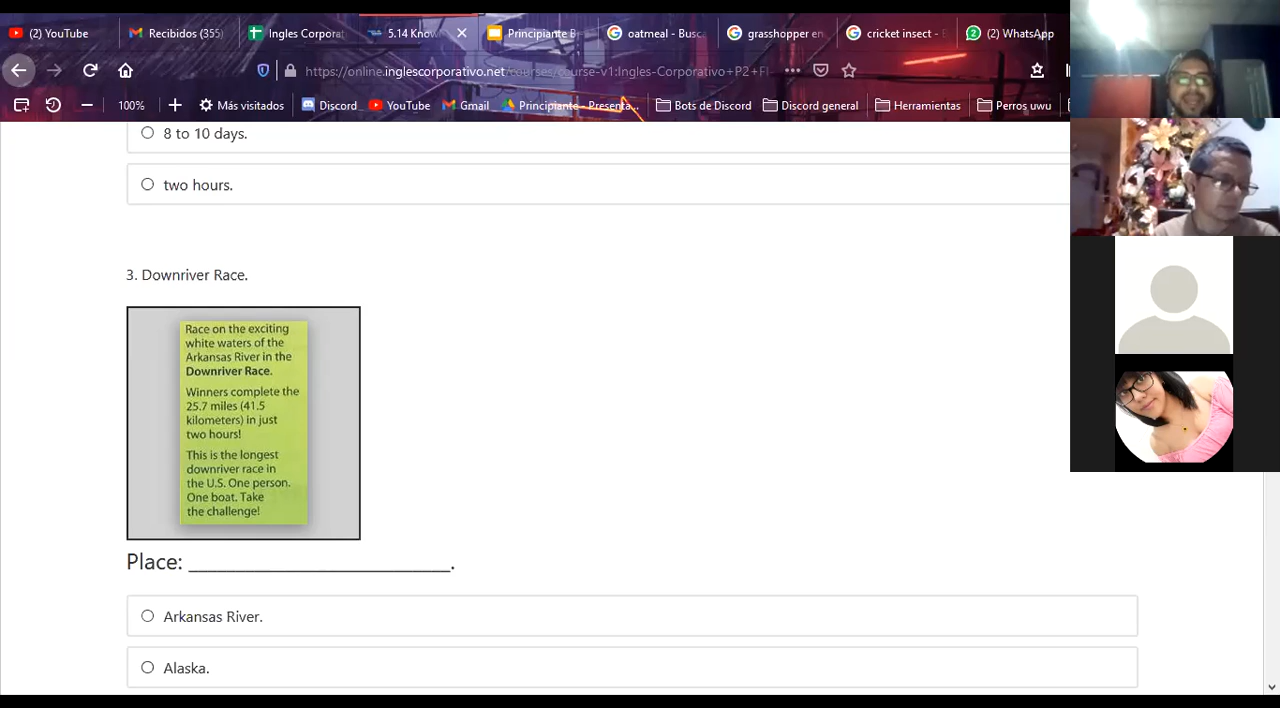 (2) YouTube
Recibidos (355)
Ingles Corporat
5.14 Know
Principiante B
oatmeal - Busca
grasshopper en
cricket insect - B
(2) WhatsApp
https://online.inglescorporativo.net/courses/course-v1:Ingles-Corporativo+P2+FI-
100%
Más visitados
Discord
YouTube
Gmail
Principiante - Presenta...
Bots de Discord
Discord general
Herramientas
Perros uwu
8 to 10 days.
two hours.
3. Downriver Race.
Race on the exciting
white waters of the
Arkansas River in the
Downriver Race.
Winners complete the
25.7 miles (41.5
kilometers) in just
two hours!
This is the longest
downriver race in
the U.S. One person.
One boat. Take
the challenge!
Place: ________________________.
Arkansas River.
Alaska.